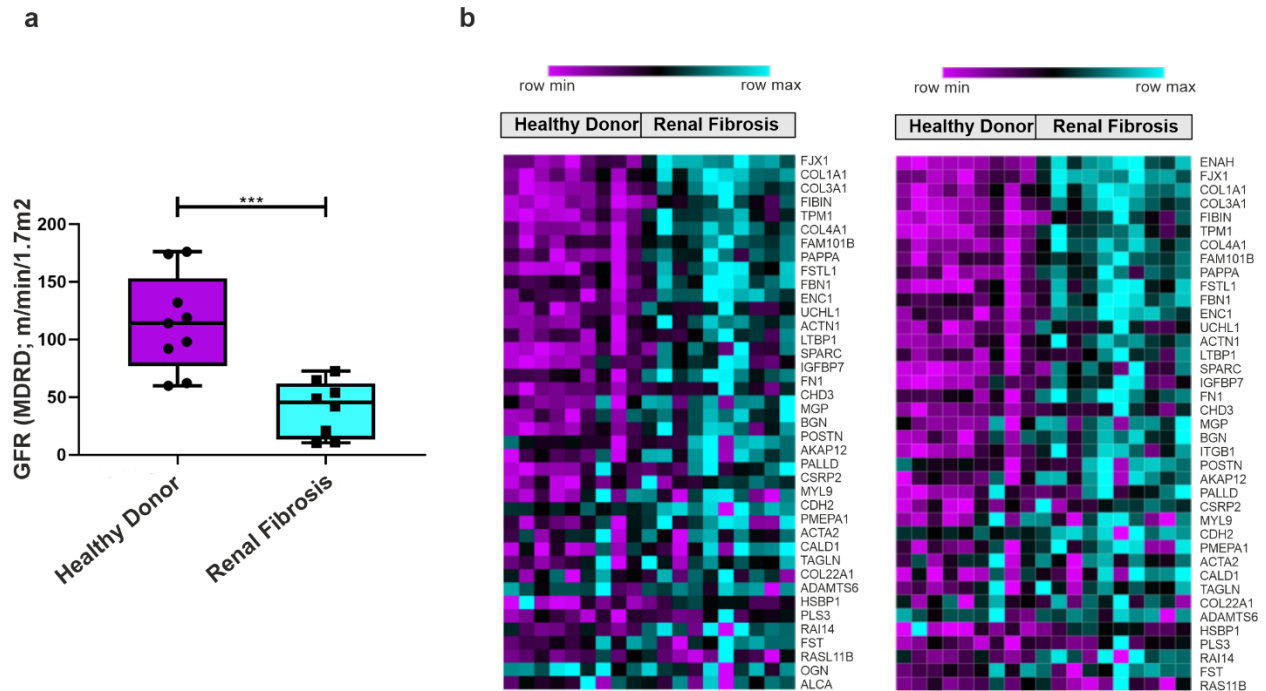 a
b
***
GFR (MDRD; m/min/1.7m2
200
150
100
50
0
Healthy Donor
Renal Fibrosis
row min
row max
Healthy Donor
Renal Fibrosis
FJX1
COL1A1
COL3A1
FIBIN
TPM1
COL4A1
FAM101B
PAPPA
FSTL1
FBN1
ENC1
UCHL1
ACTN1
LTBP1
SPARC
IGFBP7
FN1
CHD3
MGP
BGN
POSTN
AKAP12
PALLD
CSRP2
MYL9
CDH2
PMEPA1
ACTA2
CALD1
TAGLN
COL22A1
ADAMTS6
HSBP1
PLS3
RAI14
FST
RASL11B
OGN
ALCA
row min
row max
Healthy Donor
Renal Fibrosis
ENAH
FJX1
COL1A1
COL3A1
FIBIN
TPM1
COL4A1
FAM101B
PAPPA
FSTL1
FBN1
ENC1
UCHL1
ACTN1
LTBP1
SPARC
IGFBP7
FN1
CHD3
MGP
BGN
ITGB1
POSTN
AKAP12
PALLD
CSRP2
MYL9
CDH2
PMEPA1
ACTA2
CALD1
TAGLN
COL22A1
ADAMTS6
HSBP1
PLS3
RAI14
FST
RAS11B